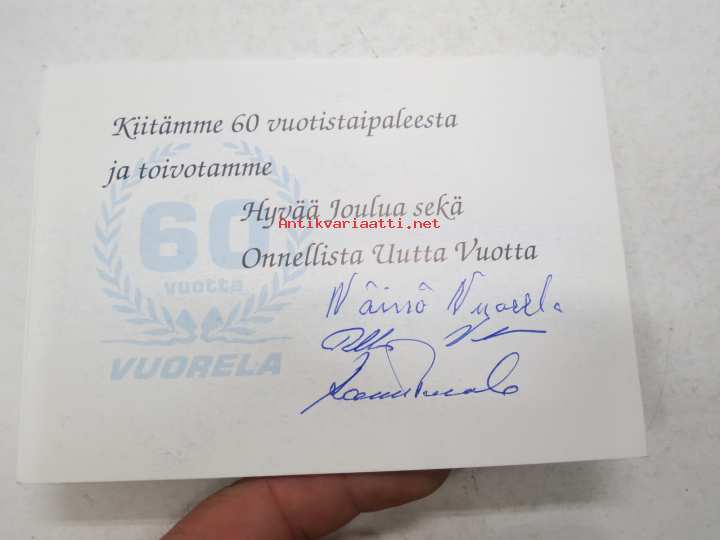 Kiitämme 60 vuotistaipaleesta
ja toivotamme
Hyvää Joulua sekä
Antikvariaatti.net
Onnellista Uutta Vuotta
60
vuotta
VUORELA
Väinö Vuorela